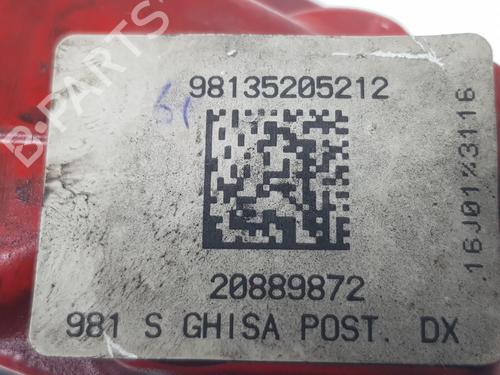 98135205212
20889872
981 S GHISA POST. DX
16J01%3116
B-PARTS